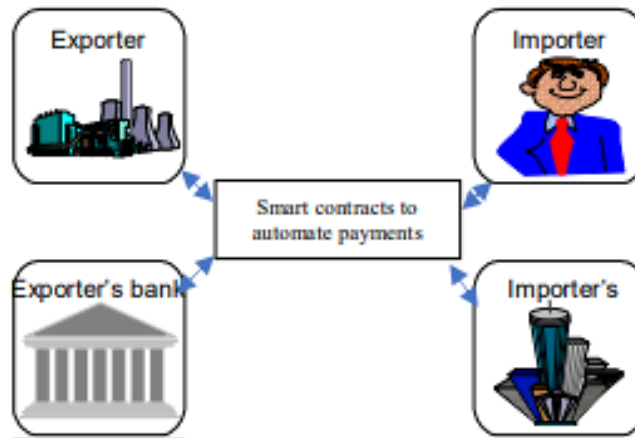 Exporter
Importer
Smart contracts to
automate payments
Exporter's bank
Importer's